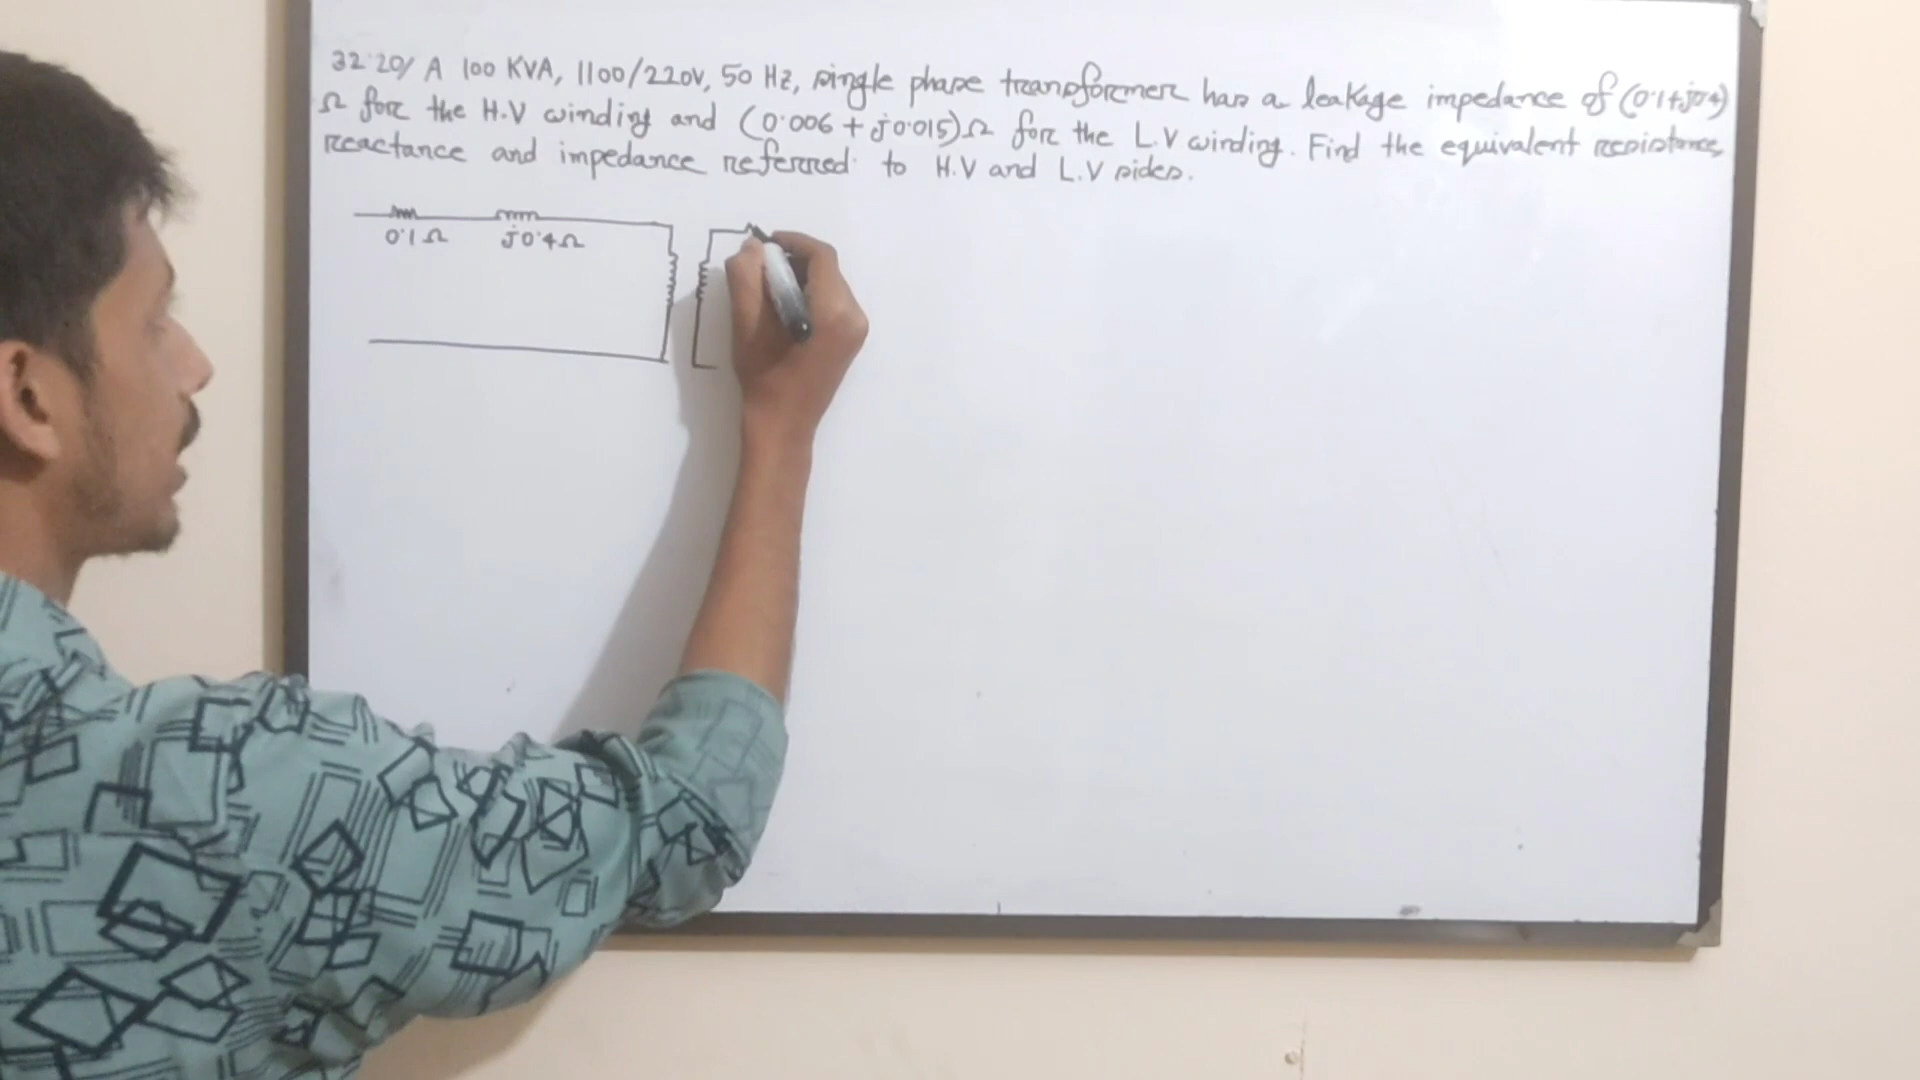 32.20/ A 100 KVA, 1100/220V, 50 Hz, single phase transformer has a leakage impedance of (0.1+j0.4)
Ω for the H.V winding and (0.006 + j0.015)Ω for the L.V winding. Find the equivalent resistance,
reactance and impedance referred to H.V and L.V sides.
0.1Ω j0.4Ω